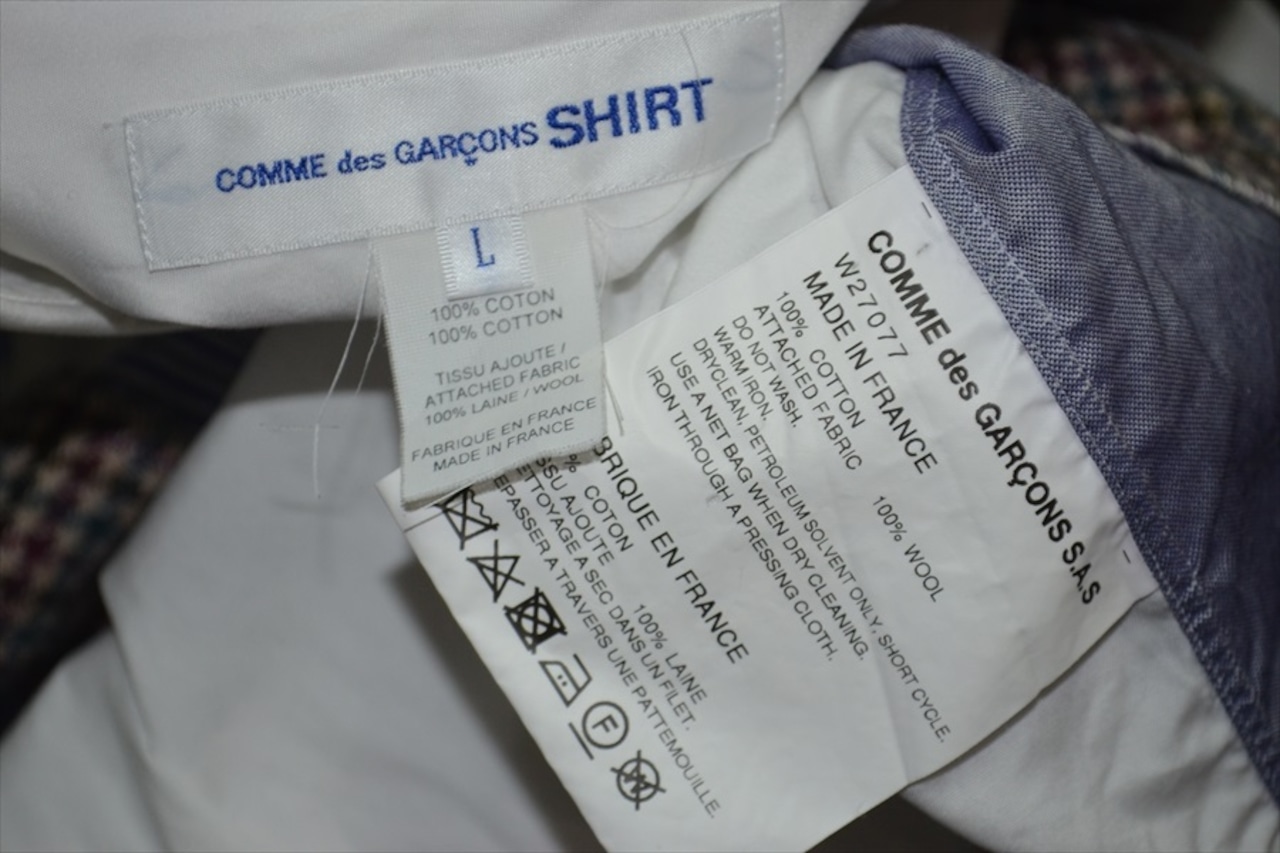 COMME des GARÇONS SHIRT
L
100% COTON
100% COTTON
TISSU AJOUTE /
ATTACHED FABRIC
100% LAINE / WOOL
FABRIQUE EN FRANCE
MADE IN FRANCE
COMME des GARÇONS S.A.S
W27077
MADE IN FRANCE
100% COTTON
ATTACHED FABRIC 100% WOOL
DO NOT WASH.
WARM IRON.
DRYCLEAN, PETROLEUM SOLVENT ONLY, SHORT CYCLE.
USE A NET BAG WHEN DRY CLEANING.
IRON THROUGH A PRESSING CLOTH.
BRIQUE EN FRANCE
% COTON
SSU AJOUTE 100% LAINE
ETTOYAGE A SEC DANS UN FILET.
EPASSER A TRAVERS UNE PATTEMOUILLE.
F
W